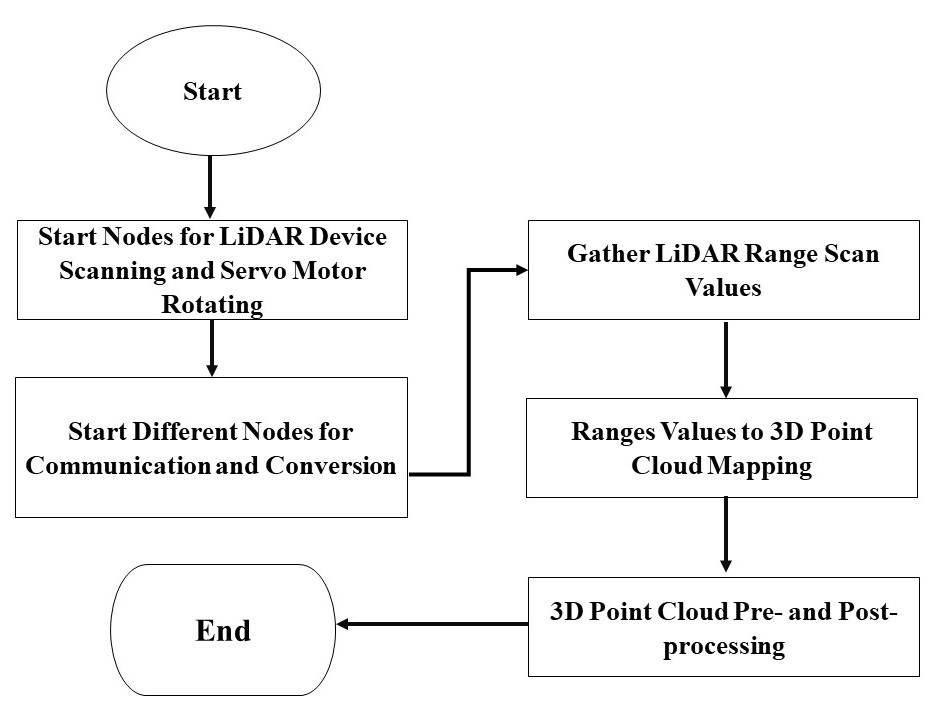 Start
Start Nodes for LiDAR Device
Scanning and Servo Motor
Rotating
Start Different Nodes for
Communication and Conversion
Gather LiDAR Range Scan
Values
Ranges Values to 3D Point
Cloud Mapping
3D Point Cloud Pre- and Post-
processing
End